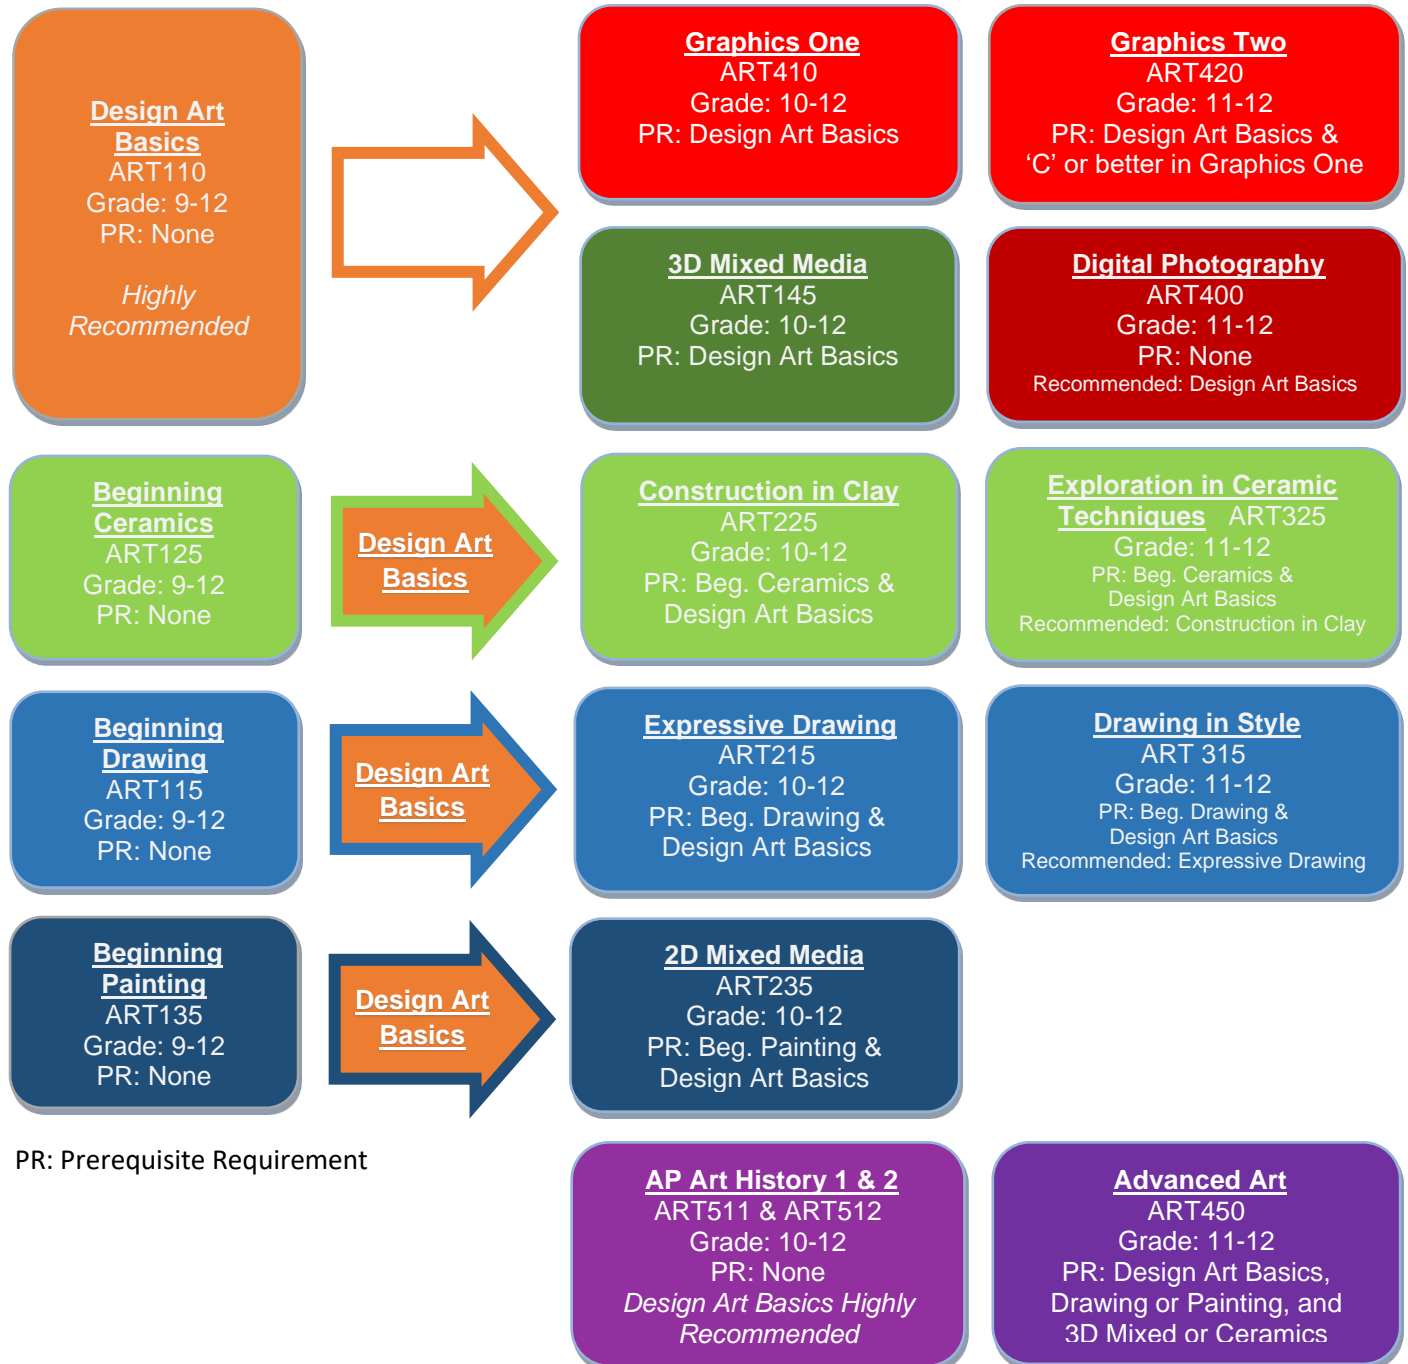 Design Art
Basics
ART110
Grade: 9-12
PR: None
Highly
Recommended
Graphics One
ART410
Grade: 10-12
PR: Design Art Basics
Graphics Two
ART420
Grade: 11-12
PR: Design Art Basics &
‘C’ or better in Graphics One
3D Mixed Media
ART145
Grade: 10-12
PR: Design Art Basics
Digital Photography
ART400
Grade: 11-12
PR: None
Recommended: Design Art Basics
Beginning
Ceramics
ART125
Grade: 9-12
PR: None
Design Art
Basics
Construction in Clay
ART225
Grade: 10-12
PR: Beg. Ceramics &
Design Art Basics
Exploration in Ceramic
Techniques ART325
Grade: 11-12
PR: Beg. Ceramics &
Design Art Basics
Recommended: Construction in Clay
Beginning
Drawing
ART115
Grade: 9-12
PR: None
Design Art
Basics
Expressive Drawing
ART215
Grade: 10-12
PR: Beg. Drawing &
Design Art Basics
Drawing in Style
ART 315
Grade: 11-12
PR: Beg. Drawing &
Design Art Basics
Recommended: Expressive Drawing
Beginning
Painting
ART135
Grade: 9-12
PR: None
Design Art
Basics
2D Mixed Media
ART235
Grade: 10-12
PR: Beg. Painting &
Design Art Basics
PR: Prerequisite Requirement
AP Art History 1 & 2
ART511 & ART512
Grade: 10-12
PR: None
Design Art Basics Highly
Recommended
Advanced Art
ART450
Grade: 11-12
PR: Design Art Basics,
Drawing or Painting, and
3D Mixed or Ceramics